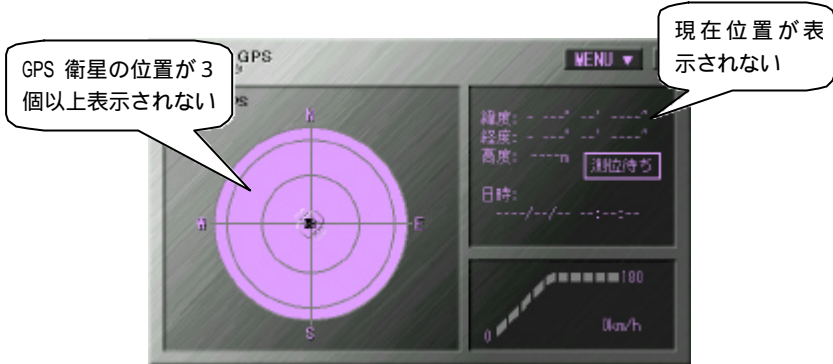 GPS 衛星の位置が３
個以上表示されない
現在位置が表
示されない
GPS
MENU ▼
PS
N
W
E
S
緯度: - ---° --' ----"
経度: - ---° --' ----"
高度: ----m
測位待ち
日時:
----/--/-- --:--:--
180
0
0km/h